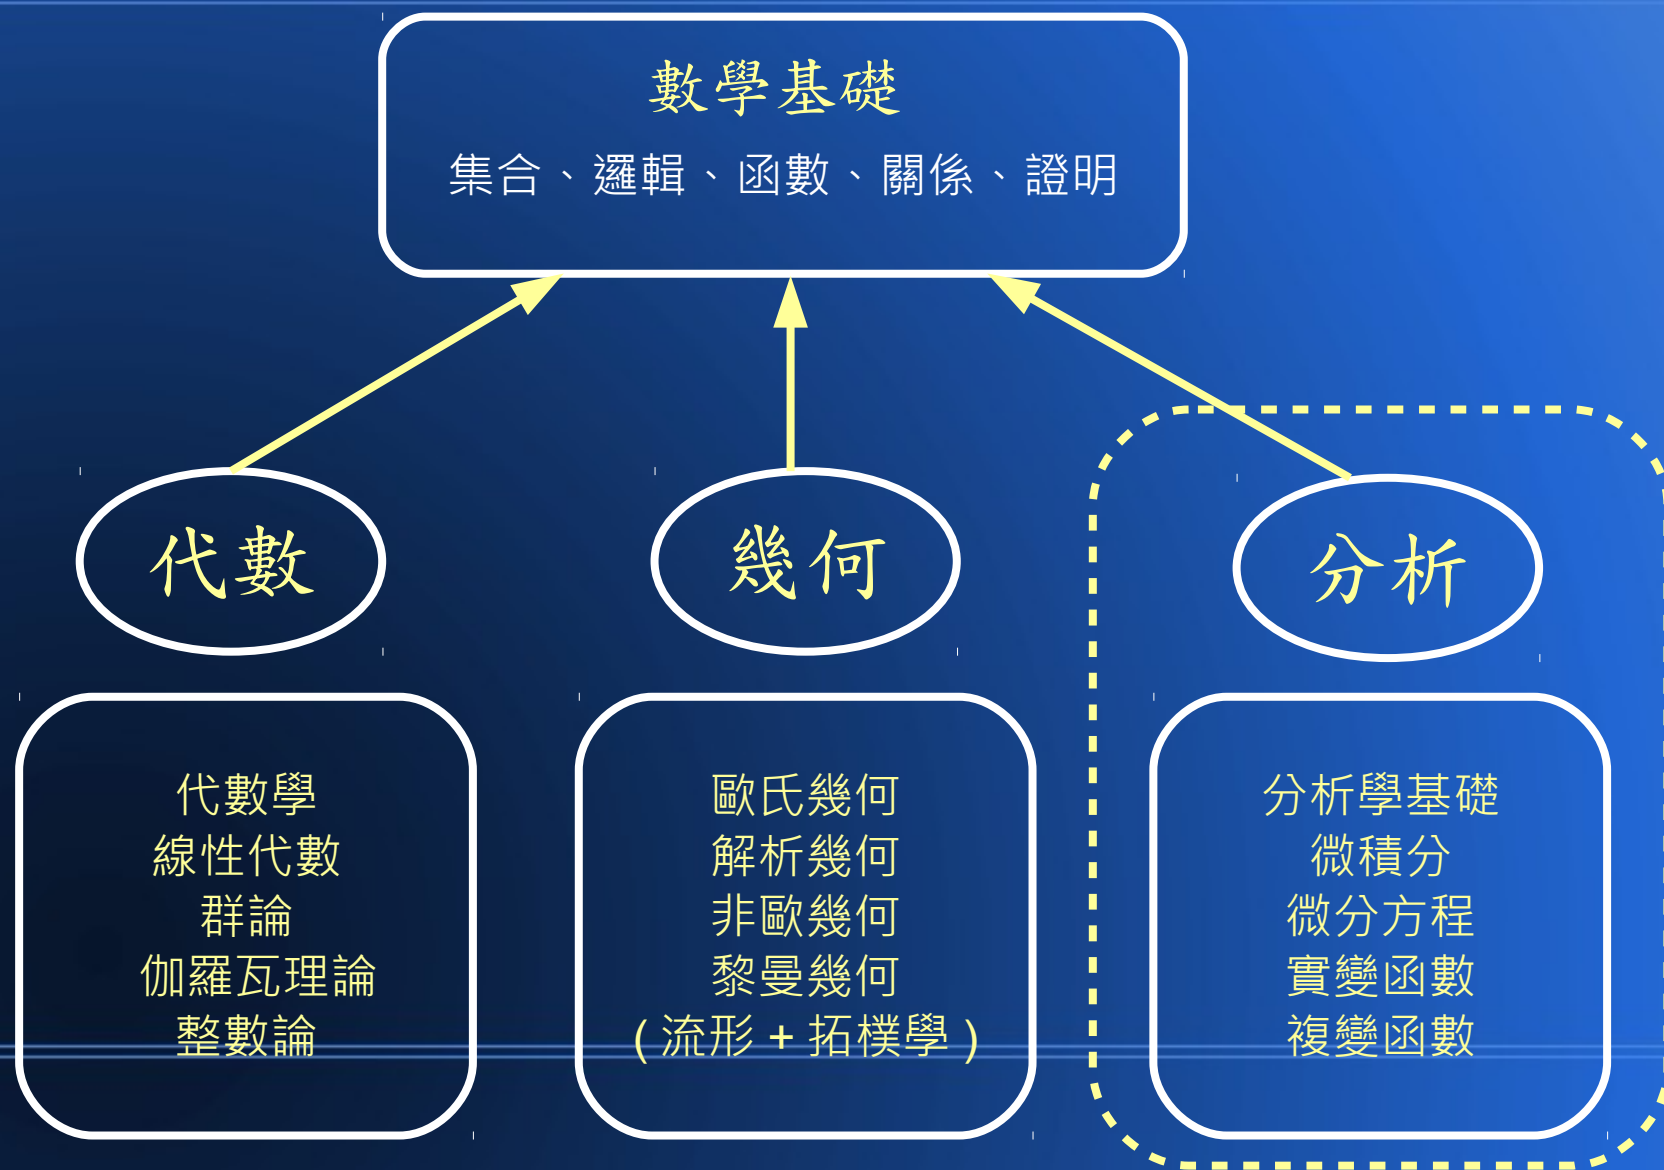 數學基礎
集合、邏輯、函數、關係、證明
代數
幾何
分析
代數學
線性代數
群論
伽羅瓦理論
整數論
歐氏幾何
解析幾何
非歐幾何
黎曼幾何
( 流形 + 拓樸學 )
分析學基礎
微積分
微分方程
實變函數
複變函數